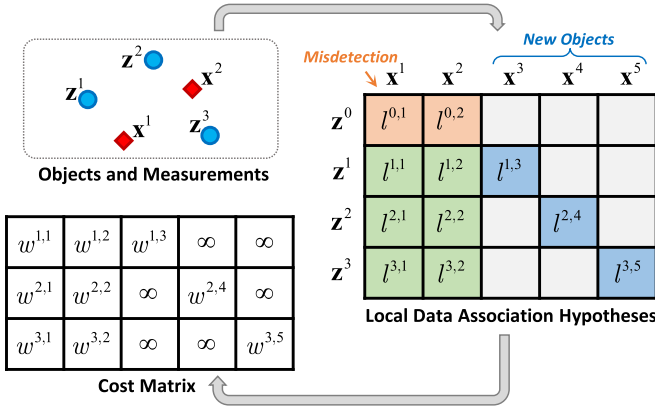 z² x² z¹ x¹ z³
Objects and Measurements
New Objects
Misdetection
x¹ x² x³ x⁴ x⁵
z⁰ l⁰,¹ l⁰,²
z¹ l¹,¹ l¹,² l¹,³
z² l²,¹ l²,² l²,⁴
z³ l³,¹ l³,² l³,⁵
Local Data Association Hypotheses
w¹,¹ w¹,² w¹,³ ∞ ∞
w²,¹ w²,² ∞ w²,⁴ ∞
w³,¹ w³,² ∞ ∞ w³,⁵
Cost Matrix